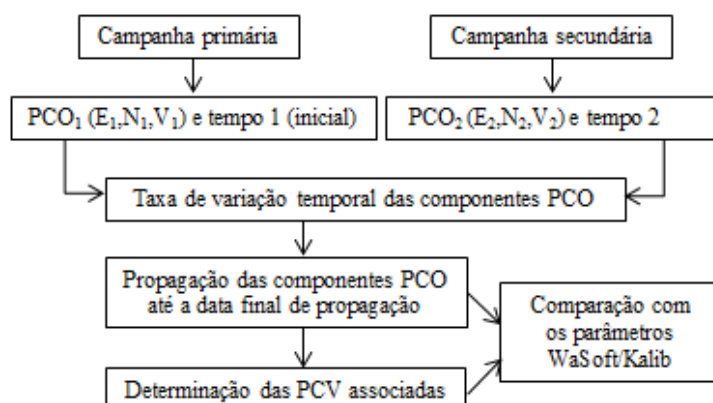 Campanha primária
Campanha secundária
PCO₁ (E₁,N₁,V₁) e tempo 1 (inicial)
PCO₂ (E₂,N₂,V₂) e tempo 2
Taxa de variação temporal das componentes PCO
Propagação das componentes PCO
até a data final de propagação
Comparação com
os parâmetros
WaSoft/Kalib
Determinação das PCV associadas